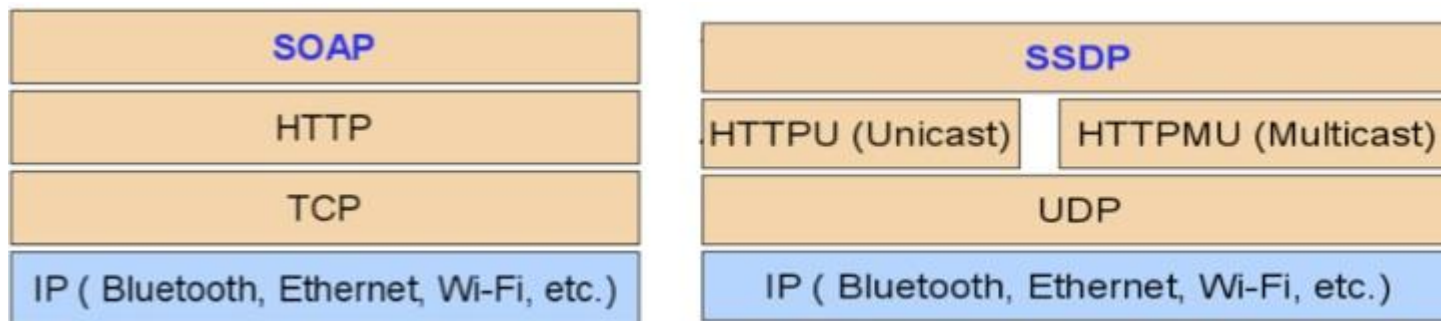 SOAP
HTTP
TCP
IP ( Bluetooth, Ethernet, Wi-Fi, etc.)
SSDP
HTTPU (Unicast)
HTTPMU (Multicast)
UDP
IP ( Bluetooth, Ethernet, Wi-Fi, etc.)